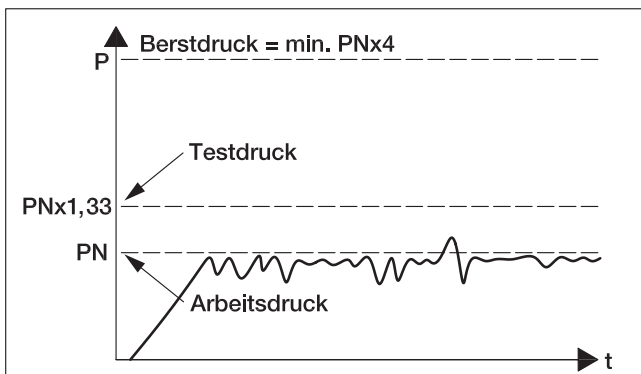 Berstdruck = min. PNx4
P
Testdruck
PNx1,33
PN
Arbeitsdruck
t